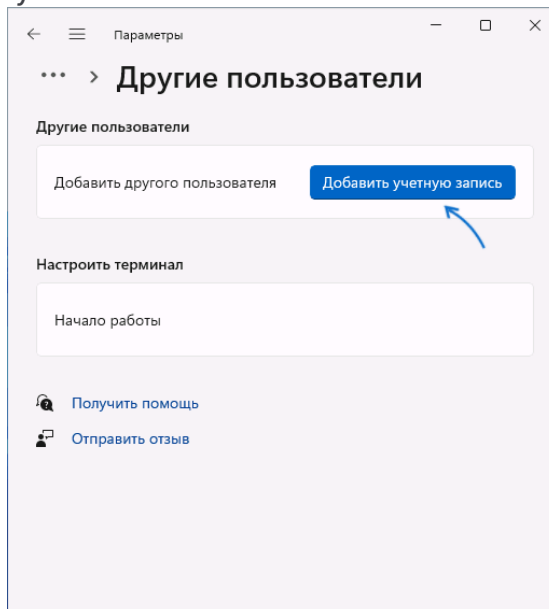 Параметры
Другие пользователи
Другие пользователи
Добавить другого пользователя
Добавить учетную запись
Настроить терминал
Начало работы
Получить помощь
Отправить отзыв